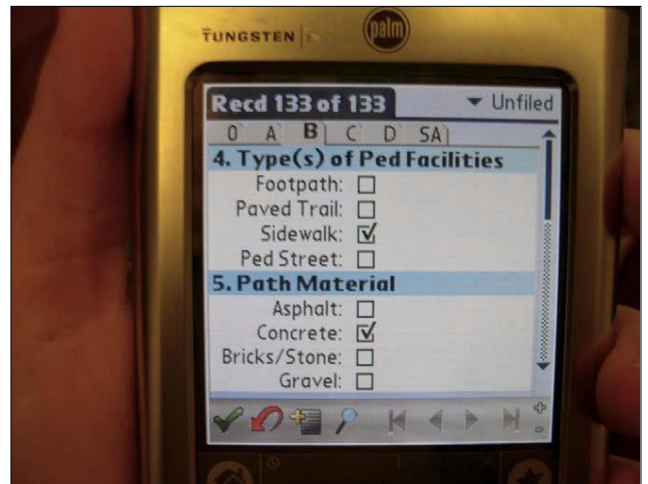 TUNGSTEN
palm
Recd 133 of 133 Unfiled
0 A B C D SA
4. Type(s) of Ped Facilities
Footpath:
Paved Trail:
Sidewalk:
Ped Street:
5. Path Material
Asphalt:
Concrete:
Bricks/Stone:
Gravel: